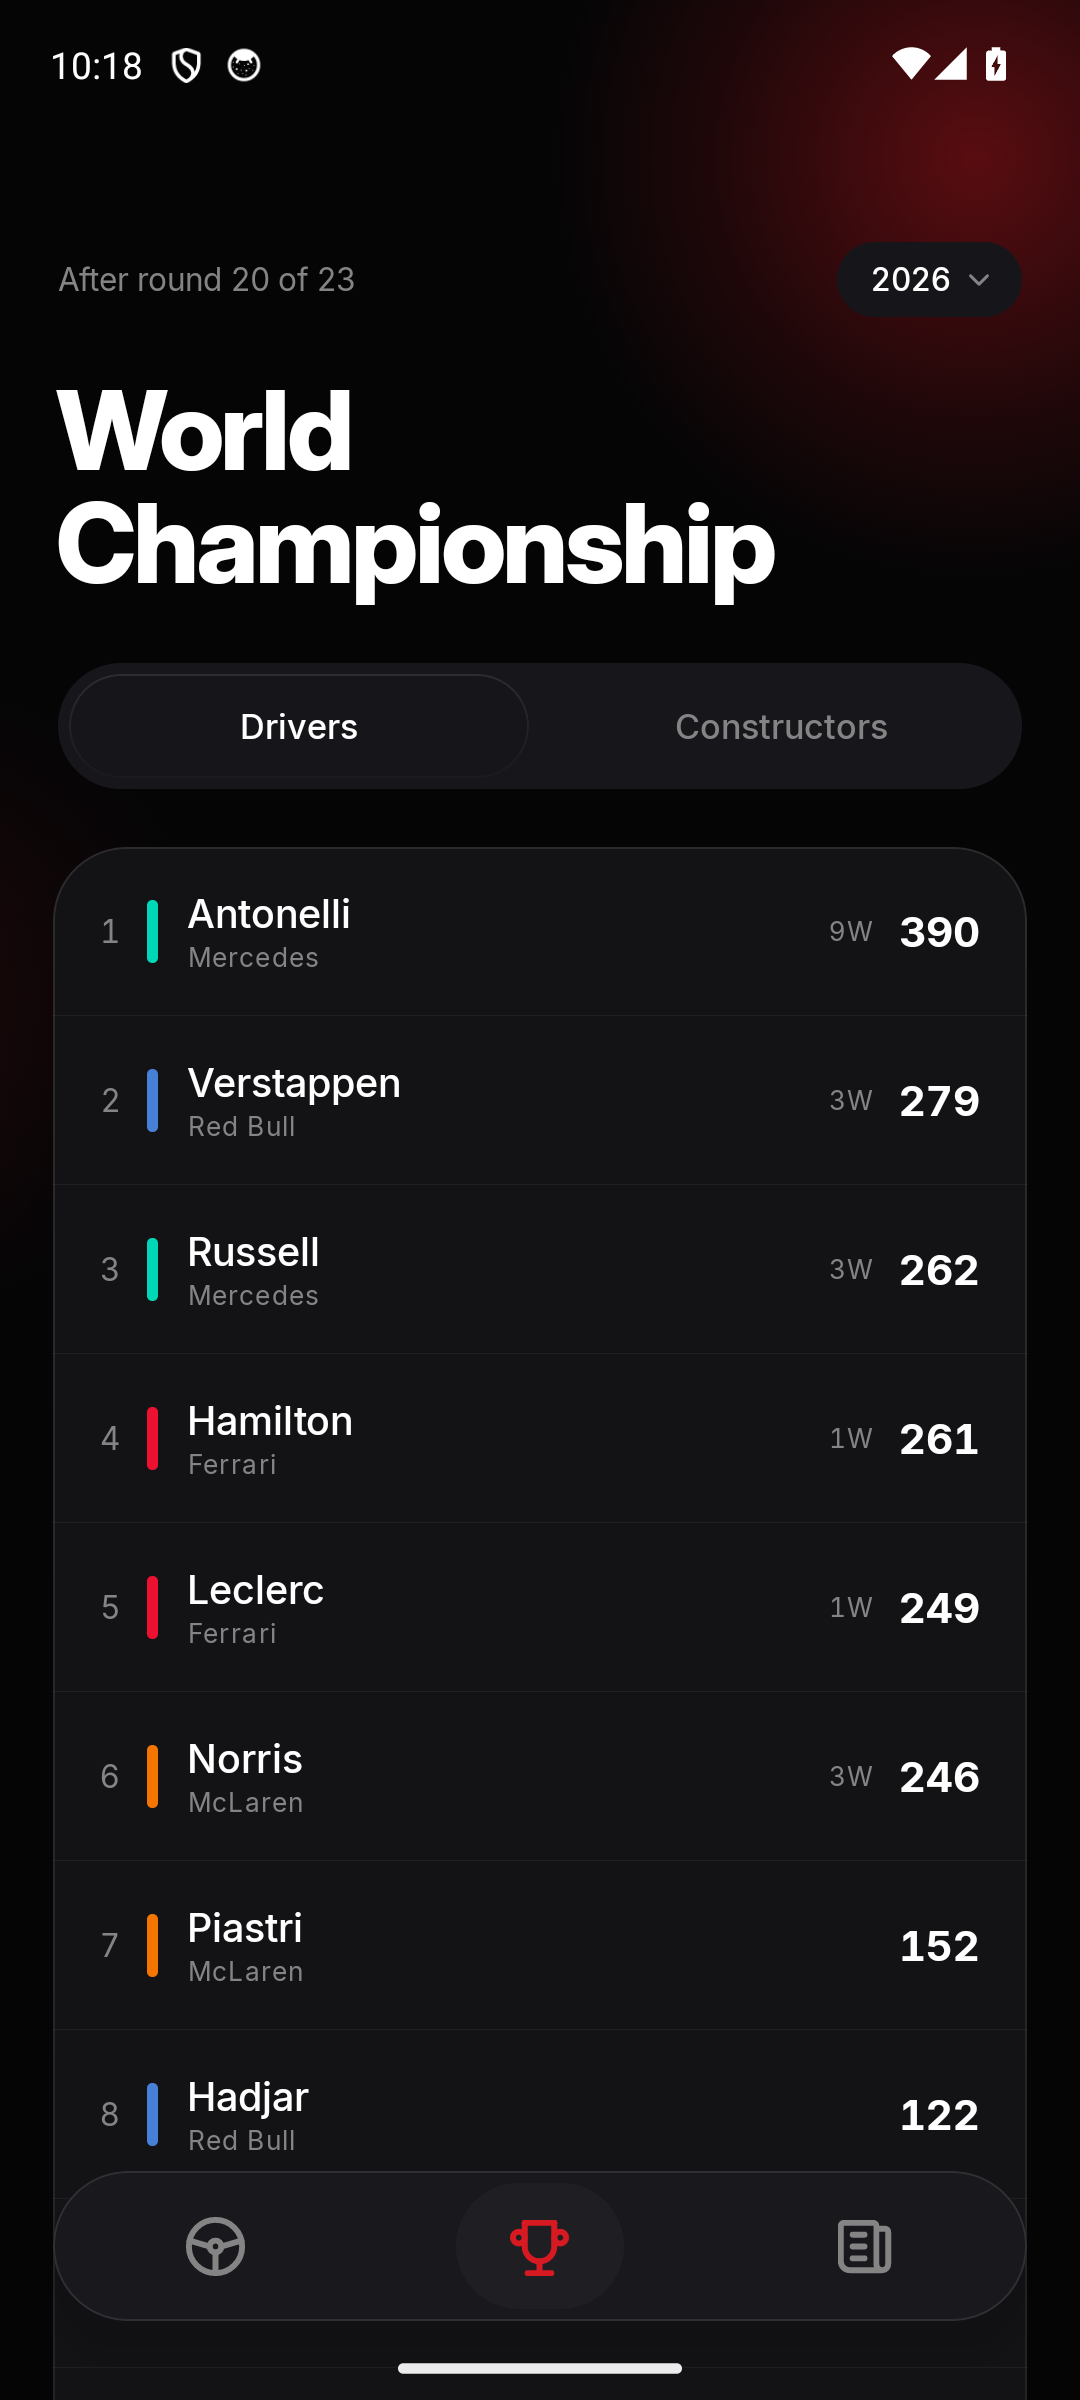 10:18
After round 20 of 23
2026
World
Championship
Drivers
Constructors
1 Antonelli 9W 390
Mercedes
2 Verstappen 3W 279
Red Bull
3 Russell 3W 262
Mercedes
4 Hamilton 1W 261
Ferrari
5 Leclerc 1W 249
Ferrari
6 Norris 3W 246
McLaren
7 Piastri 152
McLaren
8 Hadjar 122
Red Bull